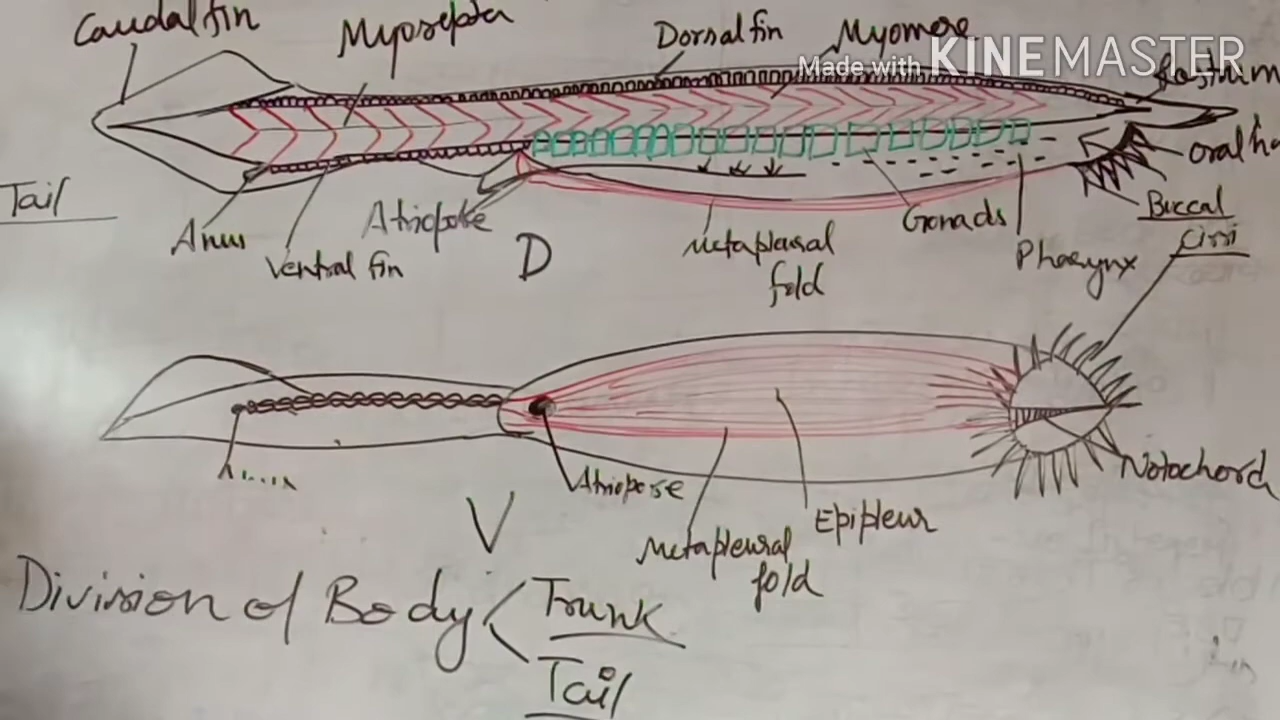 Caudal fin
Myosepta
Dorsal fin
Myomere
Made with KINEMASTER
Rostrum
Oral ho
Tail
Anus
Ventral fin
Atriopore
D
Metapleural
fold
Gonads
Pharynx
Buccal
Cirri
Atriopore
V
Metapleural
fold
Epipleur
Notochord
Division of Body
Trunk
Tail